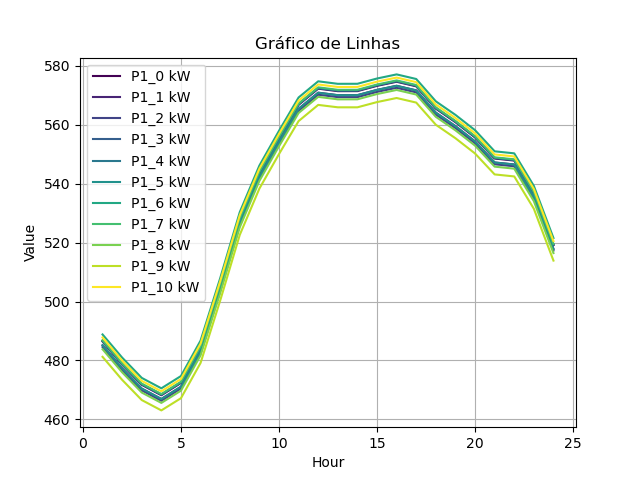 Gráfico de Linhas
Value
580
560
540
520
500
480
460
P1_0 kW
P1_1 kW
P1_2 kW
P1_3 kW
P1_4 kW
P1_5 kW
P1_6 kW
P1_7 kW
P1_8 kW
P1_9 kW
P1_10 kW
0 5 10 15 20 25
Hour